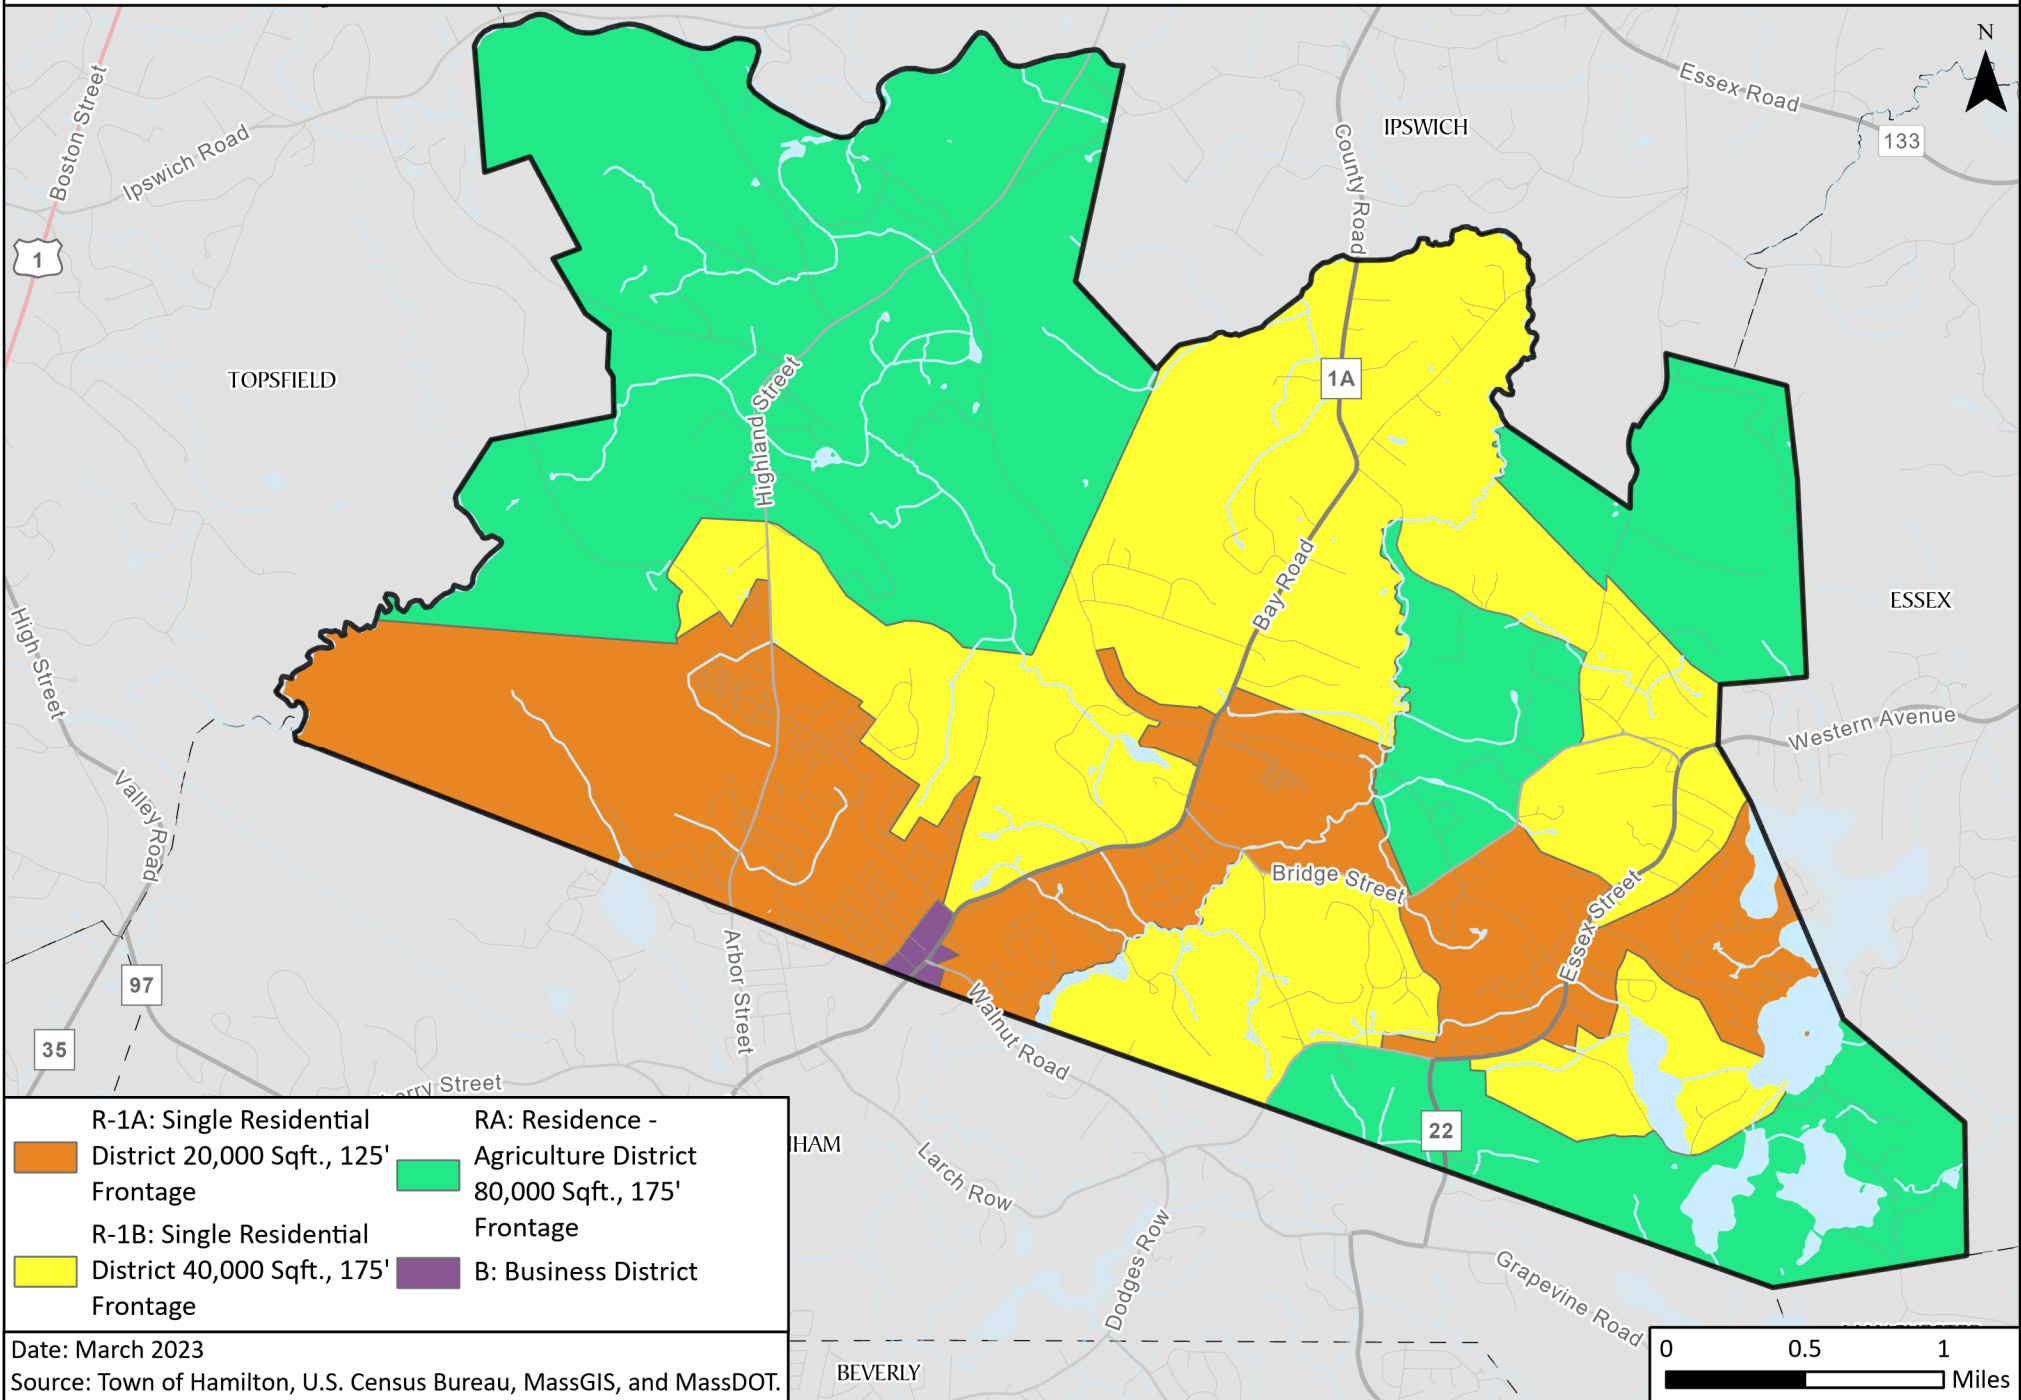 N
Boston Street
Ipswich Road
Essex Road
IPSWICH
133
County Road
1
TOPSFIELD
1A
Highland Street
Bay Road
ESSEX
High Street
Western Avenue
Valley Road
Bridge Street
Essex Street
Arbor Street
97
Walnut Road
35
Street
22
HAM
Larch Row
Dodges Row
Grapevine Road
BEVERLY
R-1A: Single Residential
District 20,000 Sqft., 125'
Frontage
R-1B: Single Residential
District 40,000 Sqft., 175'
Frontage
RA: Residence -
Agriculture District
80,000 Sqft., 175'
Frontage
B: Business District
Date: March 2023
Source: Town of Hamilton, U.S. Census Bureau, MassGIS, and MassDOT.
0 0.5 1
Miles